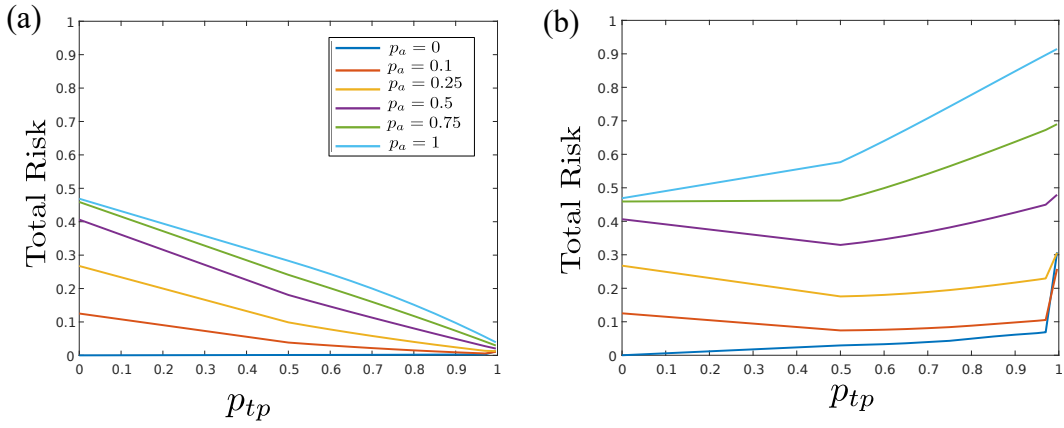 (a)
Total Risk
1
0.9
0.8
0.7
0.6
0.5
0.4
0.3
0.2
0.1
0
0 0.1 0.2 0.3 0.4 0.5 0.6 0.7 0.8 0.9 1
p_{tp}
p_a = 0
p_a = 0.1
p_a = 0.25
p_a = 0.5
p_a = 0.75
p_a = 1
(b)
Total Risk
1
0.9
0.8
0.7
0.6
0.5
0.4
0.3
0.2
0.1
0
0 0.1 0.2 0.3 0.4 0.5 0.6 0.7 0.8 0.9 1
p_{tp}